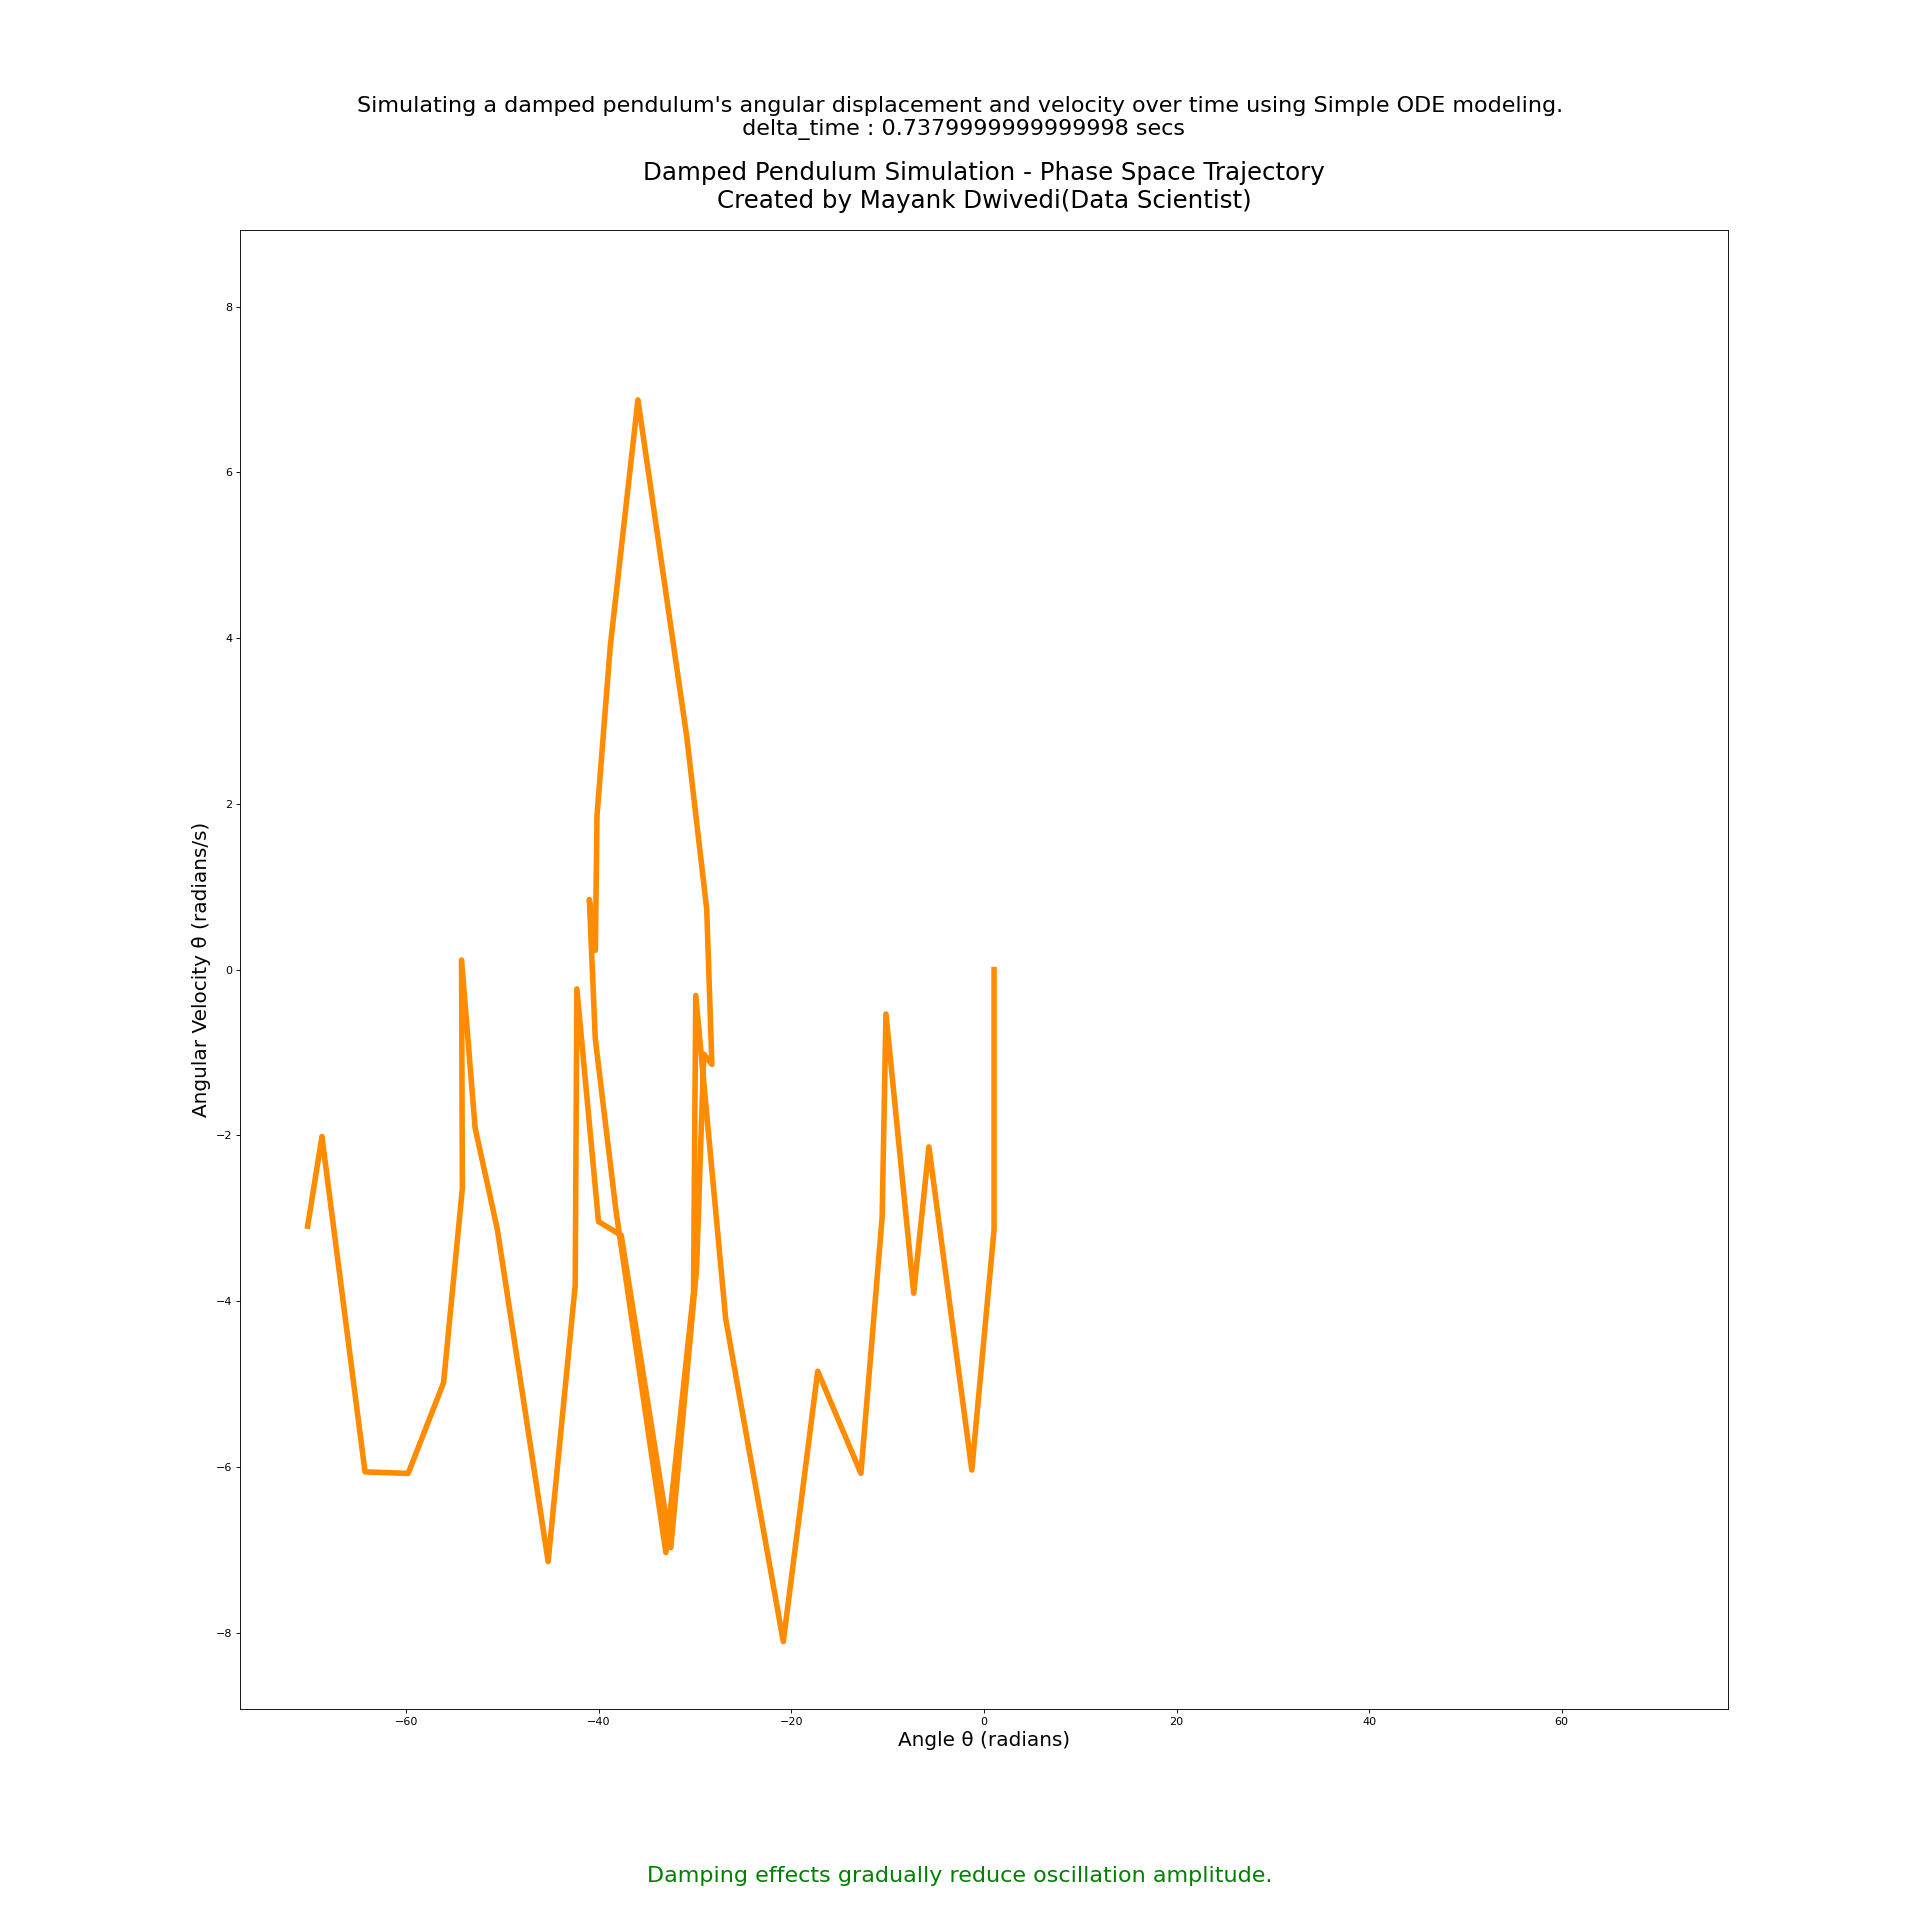 Simulating a damped pendulum's angular displacement and velocity over time using Simple ODE modeling.
delta_time : 0.7379999999999998 secs
Damped Pendulum Simulation - Phase Space Trajectory
Created by Mayank Dwivedi(Data Scientist)
8
6
4
2
0
−2
−4
−6
−8
Angular Velocity θ (radians/s)
−60
−40
−20
0
20
40
60
Angle θ (radians)
Damping effects gradually reduce oscillation amplitude.